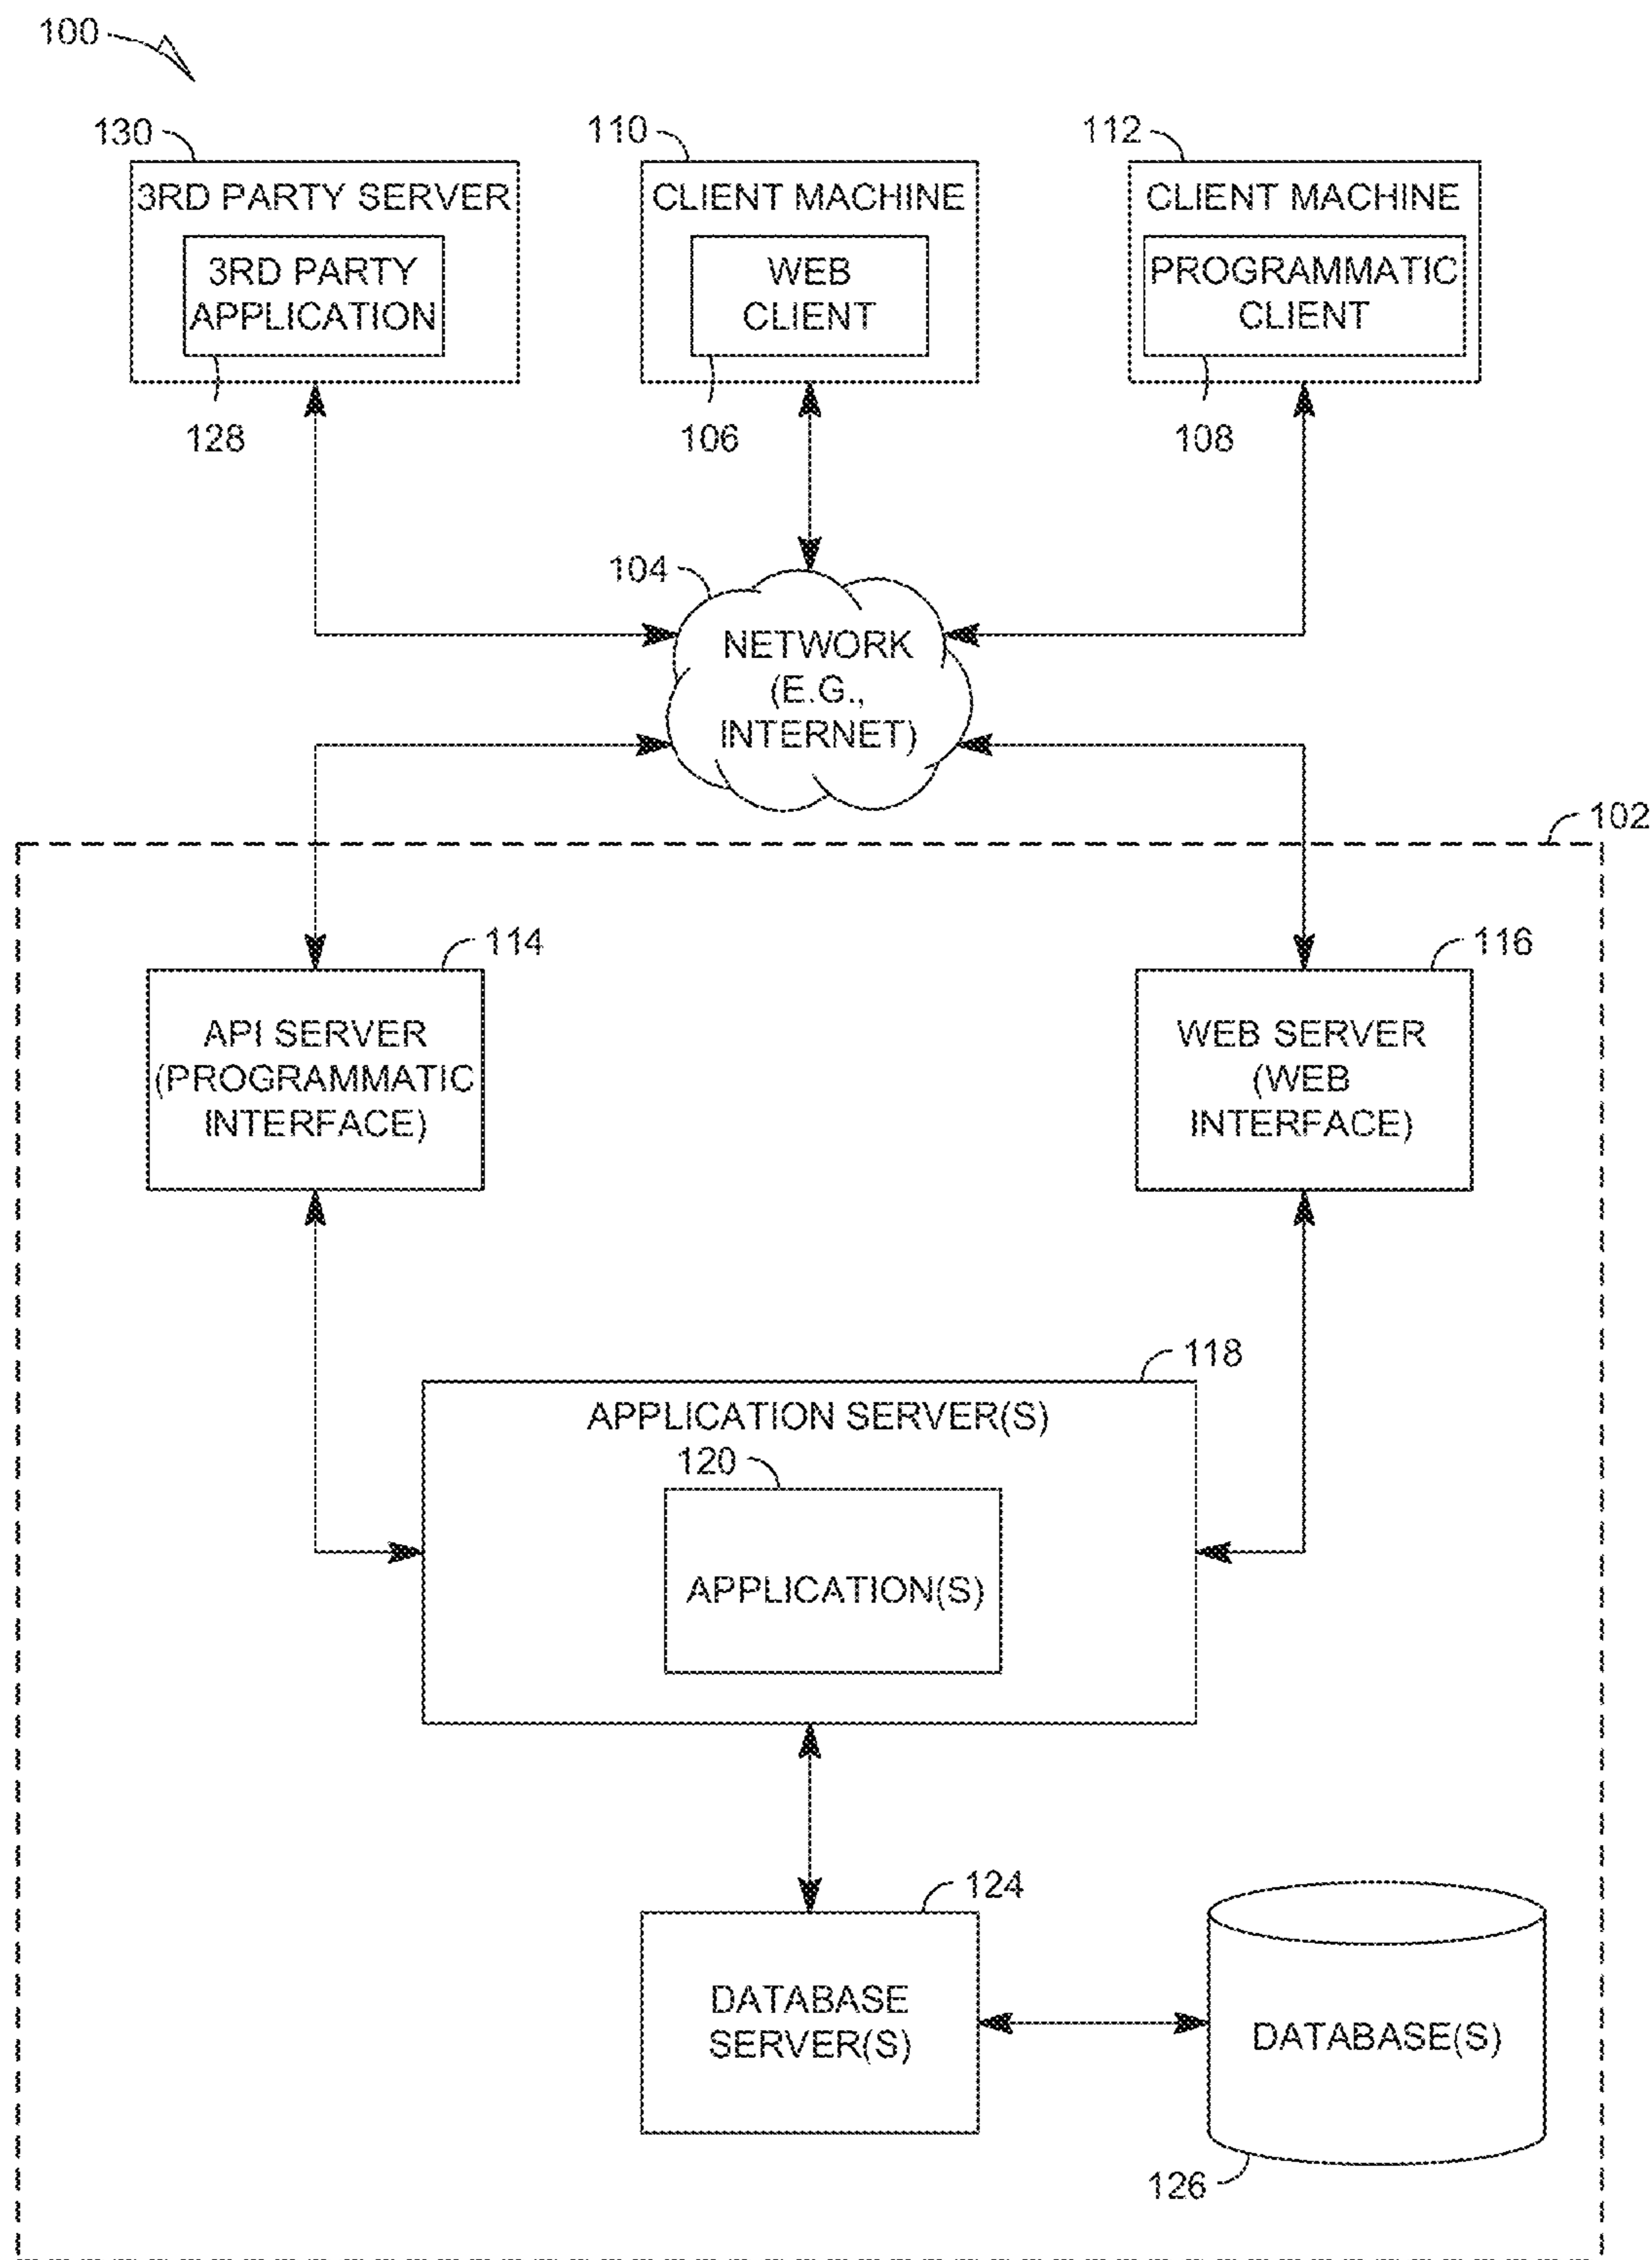 100
130
110
112
3RD PARTY SERVER
CLIENT MACHINE
CLIENT MACHINE
3RD PARTY
APPLICATION
WEB
CLIENT
PROGRAMMATIC
CLIENT
128
106
108
104
NETWORK
(E.G.,
INTERNET)
102
114
116
API SERVER
(PROGRAMMATIC
INTERFACE)
WEB SERVER
(WEB
INTERFACE)
118
APPLICATION SERVER(S)
120
APPLICATION(S)
124
DATABASE
SERVER(S)
DATABASE(S)
126